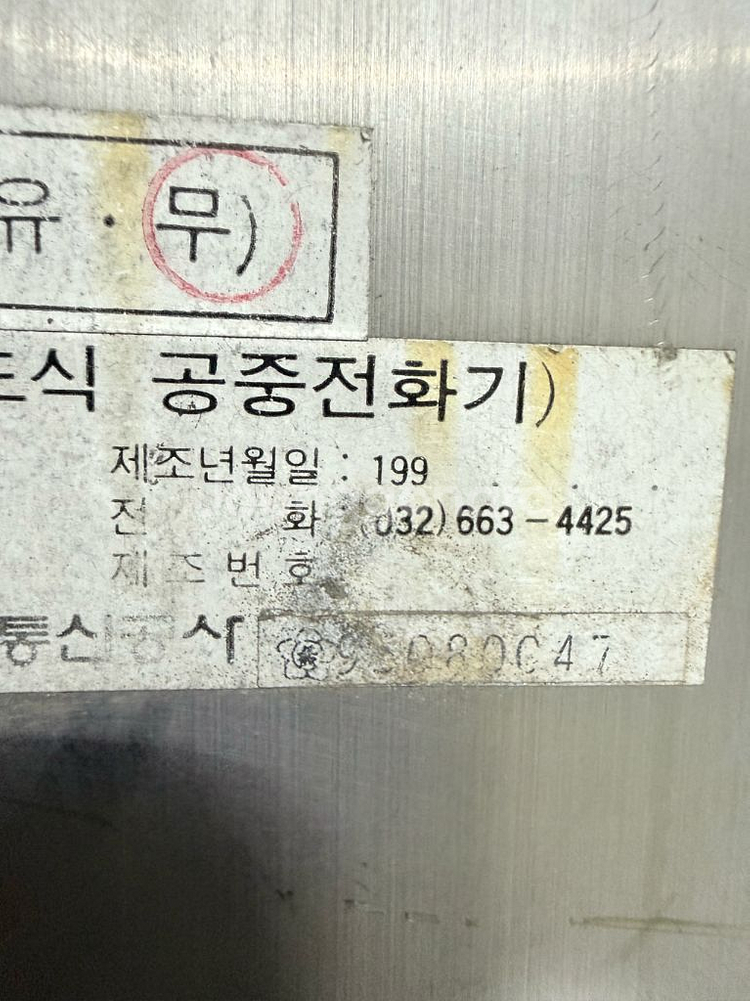 유 · 무)
식 공중전화기)
제조년월일 : 199
전 화 : (032) 663-4425
제조번호
통신공사